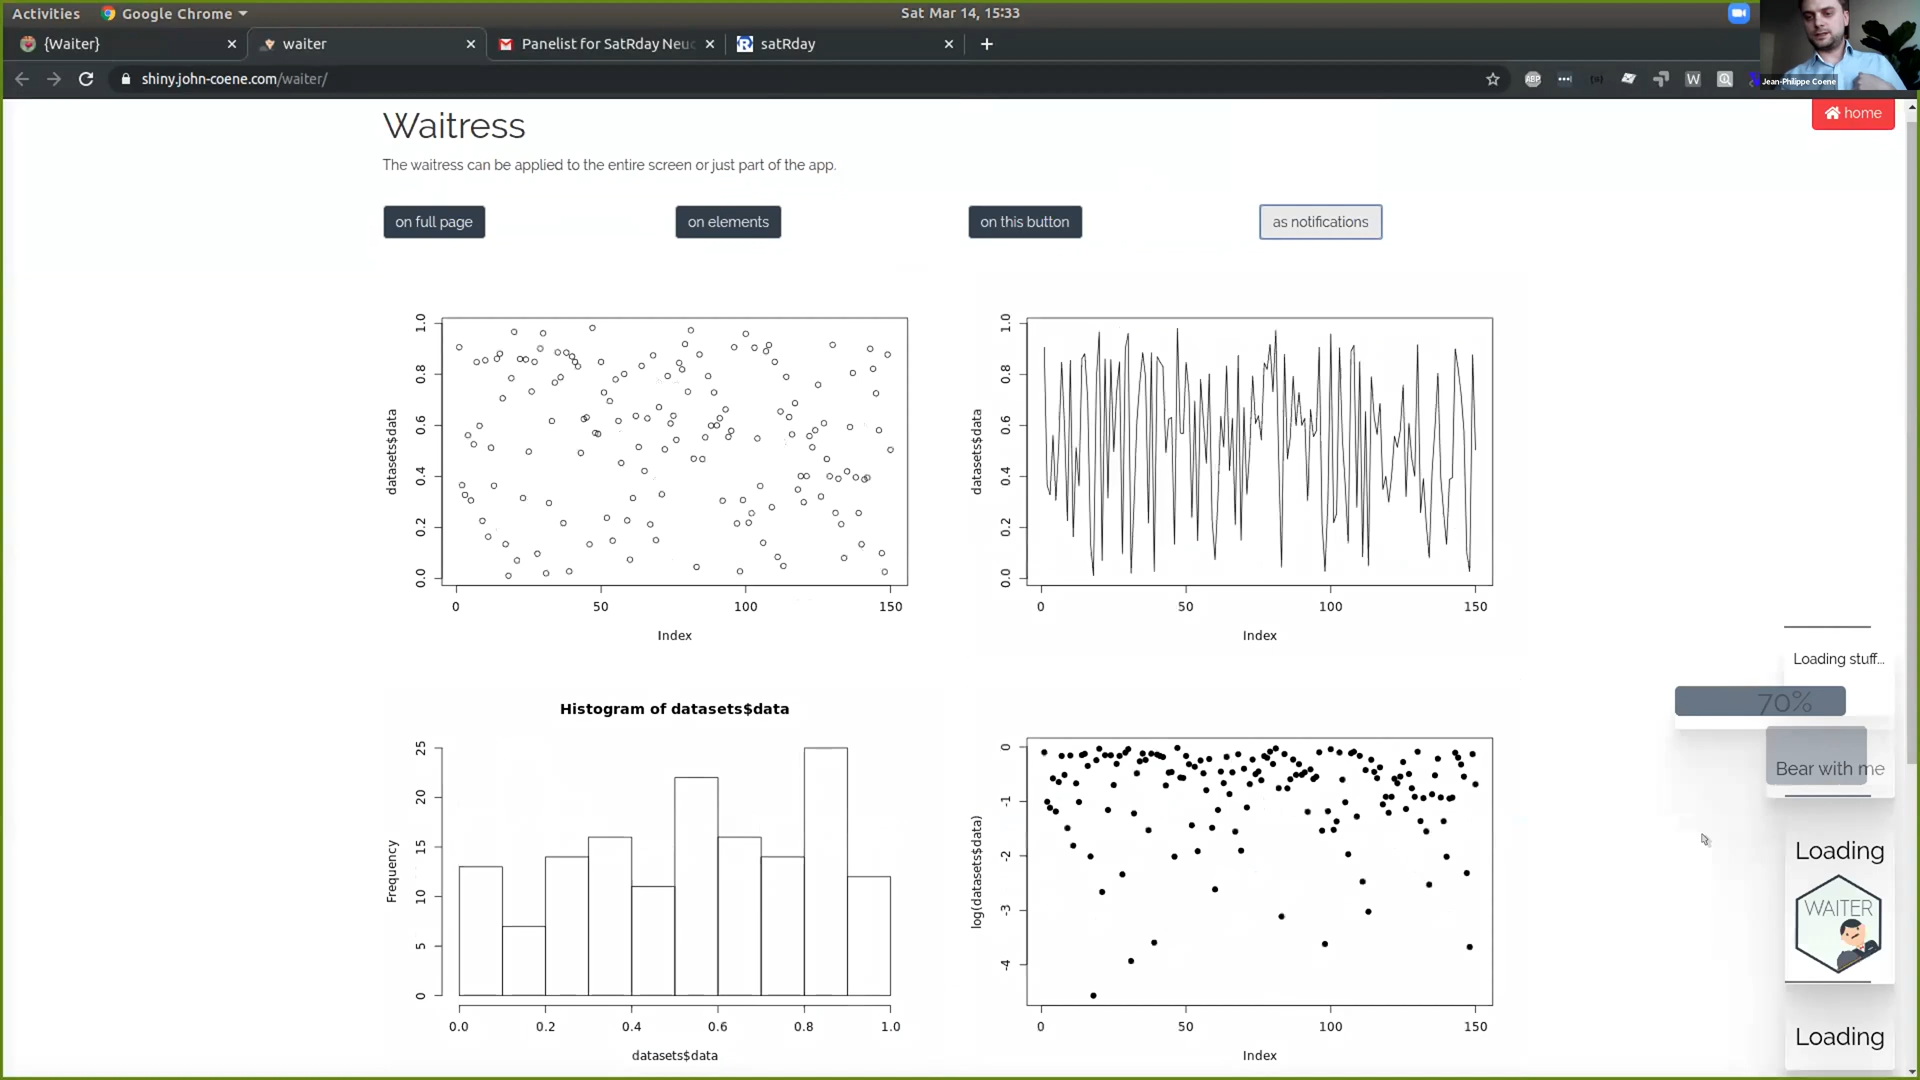 Activities
Google Chrome
Sat Mar 14, 15:33
{Waiter}
waiter
Panelist for SatRday Neu
satRday
shiny.john-coene.com/waiter/
ABP
W
Jean-Philippe Coene
Waitress
home
The waitress can be applied to the entire screen or just part of the app.
on full page
on elements
on this button
as notifications
datasets$data
0.0 0.2 0.4 0.6 0.8 1.0
0 50 100 150
Index
datasets$data
0.0 0.2 0.4 0.6 0.8 1.0
0 50 100 150
Index
Loading stuff...
70%
Bear with me
Loading
WAITER
Loading
Histogram of datasets$data
Frequency
0 5 10 15 20 25
0.0 0.2 0.4 0.6 0.8 1.0
datasets$data
log(datasets$data)
-4 -3 -2 -1 0
0 50 100 150
Index